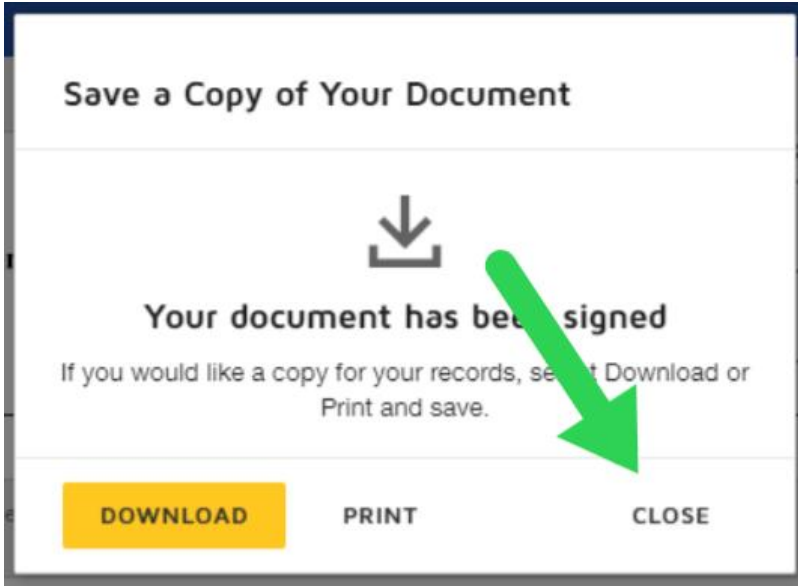 Save a Copy of Your Document
Your document has been signed
If you would like a copy for your records, Download or
Print and save.
DOWNLOAD PRINT CLOSE